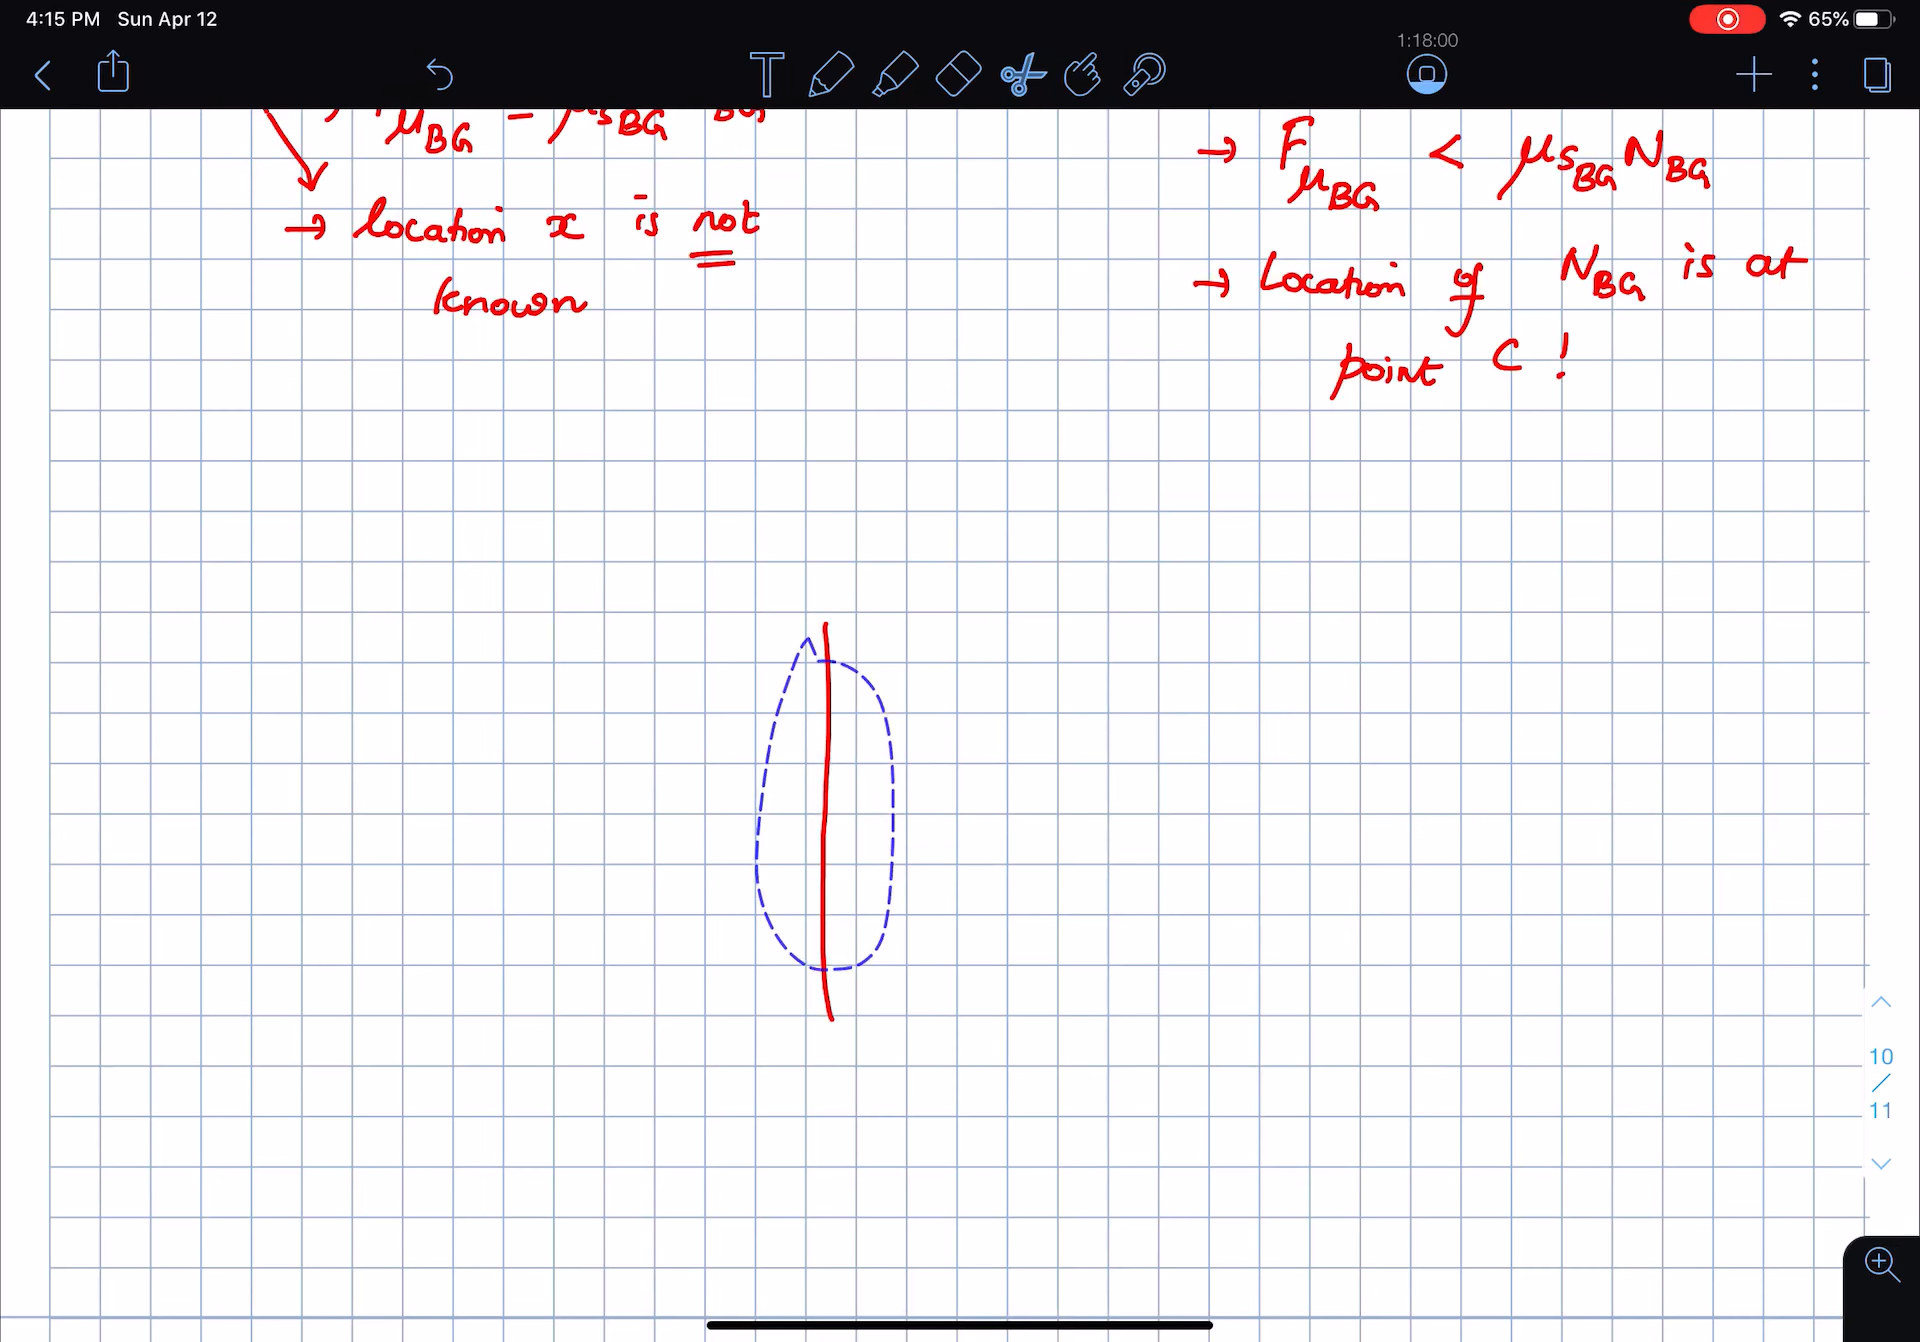 4:15 PM Sun Apr 12
65%
1:18:00
→ location x is not
known
→ FμBG < μsBG NBG
→ Location of NBG is at
point C !
10
/
11